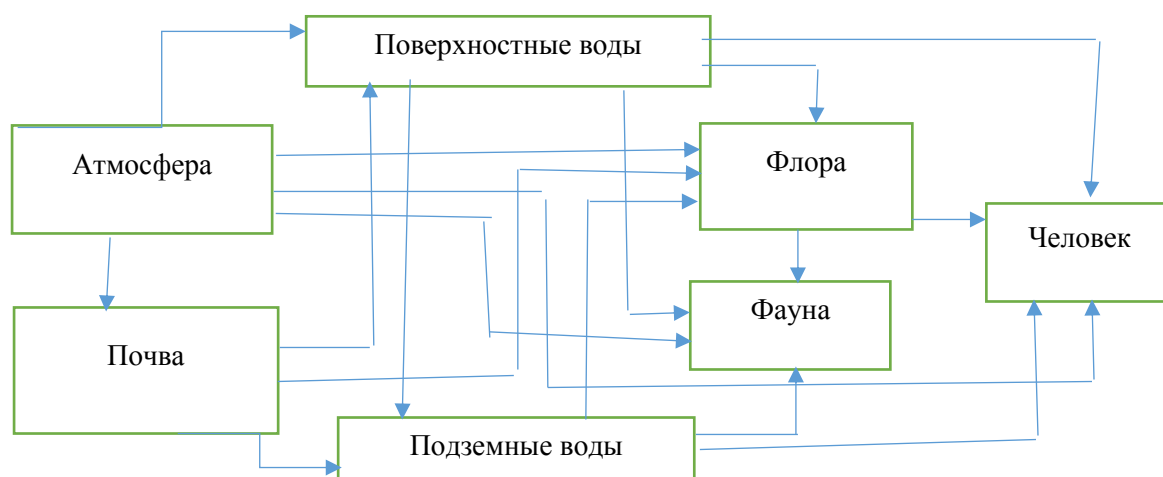 Поверхностные воды
Атмосфера
Флора
Человек
Фауна
Почва
Подземные воды